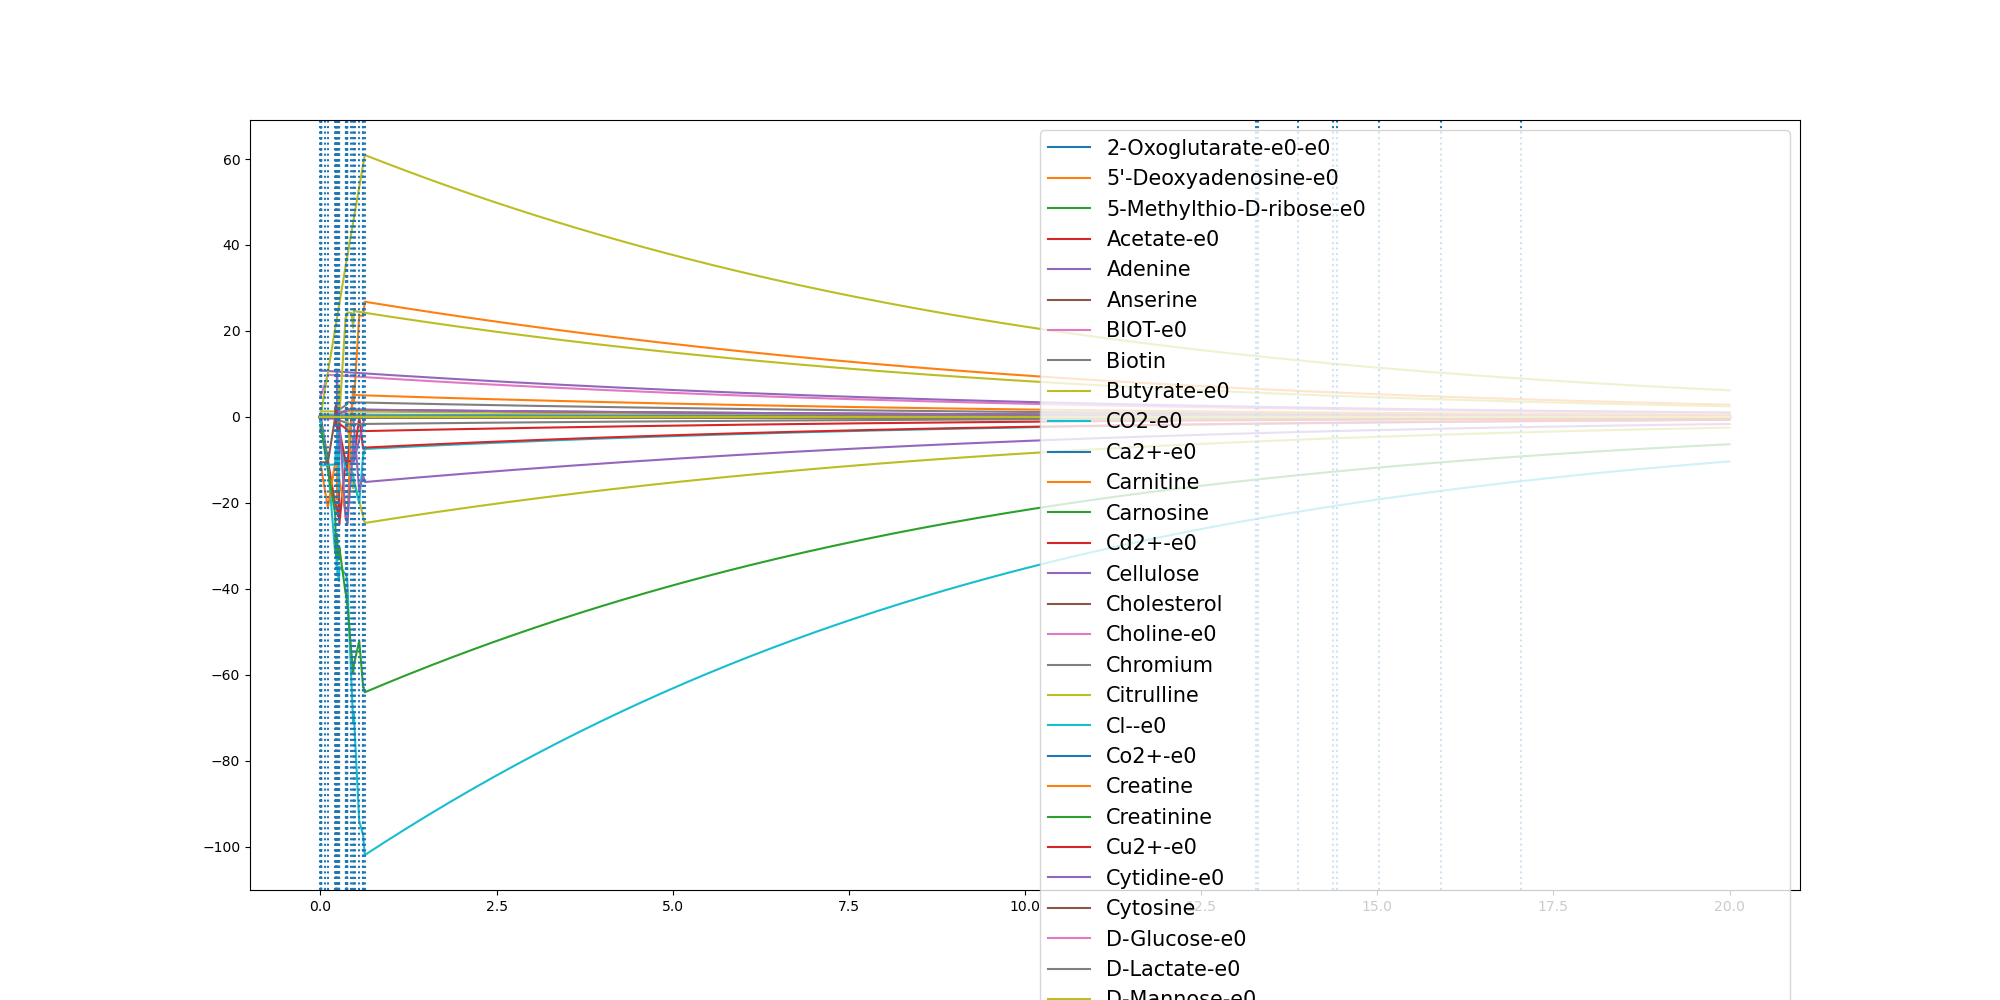 60
40
20
0
−20
−40
−60
−80
−100
0.0 2.5 5.0 7.5 10.0 15.0 17.5 20.0
2-Oxoglutarate-e0-e0
5'-Deoxyadenosine-e0
5-Methylthio-D-ribose-e0
Acetate-e0
Adenine
Anserine
BIOT-e0
Biotin
Butyrate-e0
CO2-e0
Ca2+-e0
Carnitine
Carnosine
Cd2+-e0
Cellulose
Cholesterol
Choline-e0
Chromium
Citrulline
Cl--e0
Co2+-e0
Creatine
Creatinine
Cu2+-e0
Cytidine-e0
Cytosine
D-Glucose-e0
D-Lactate-e0
D-Mannose-e0